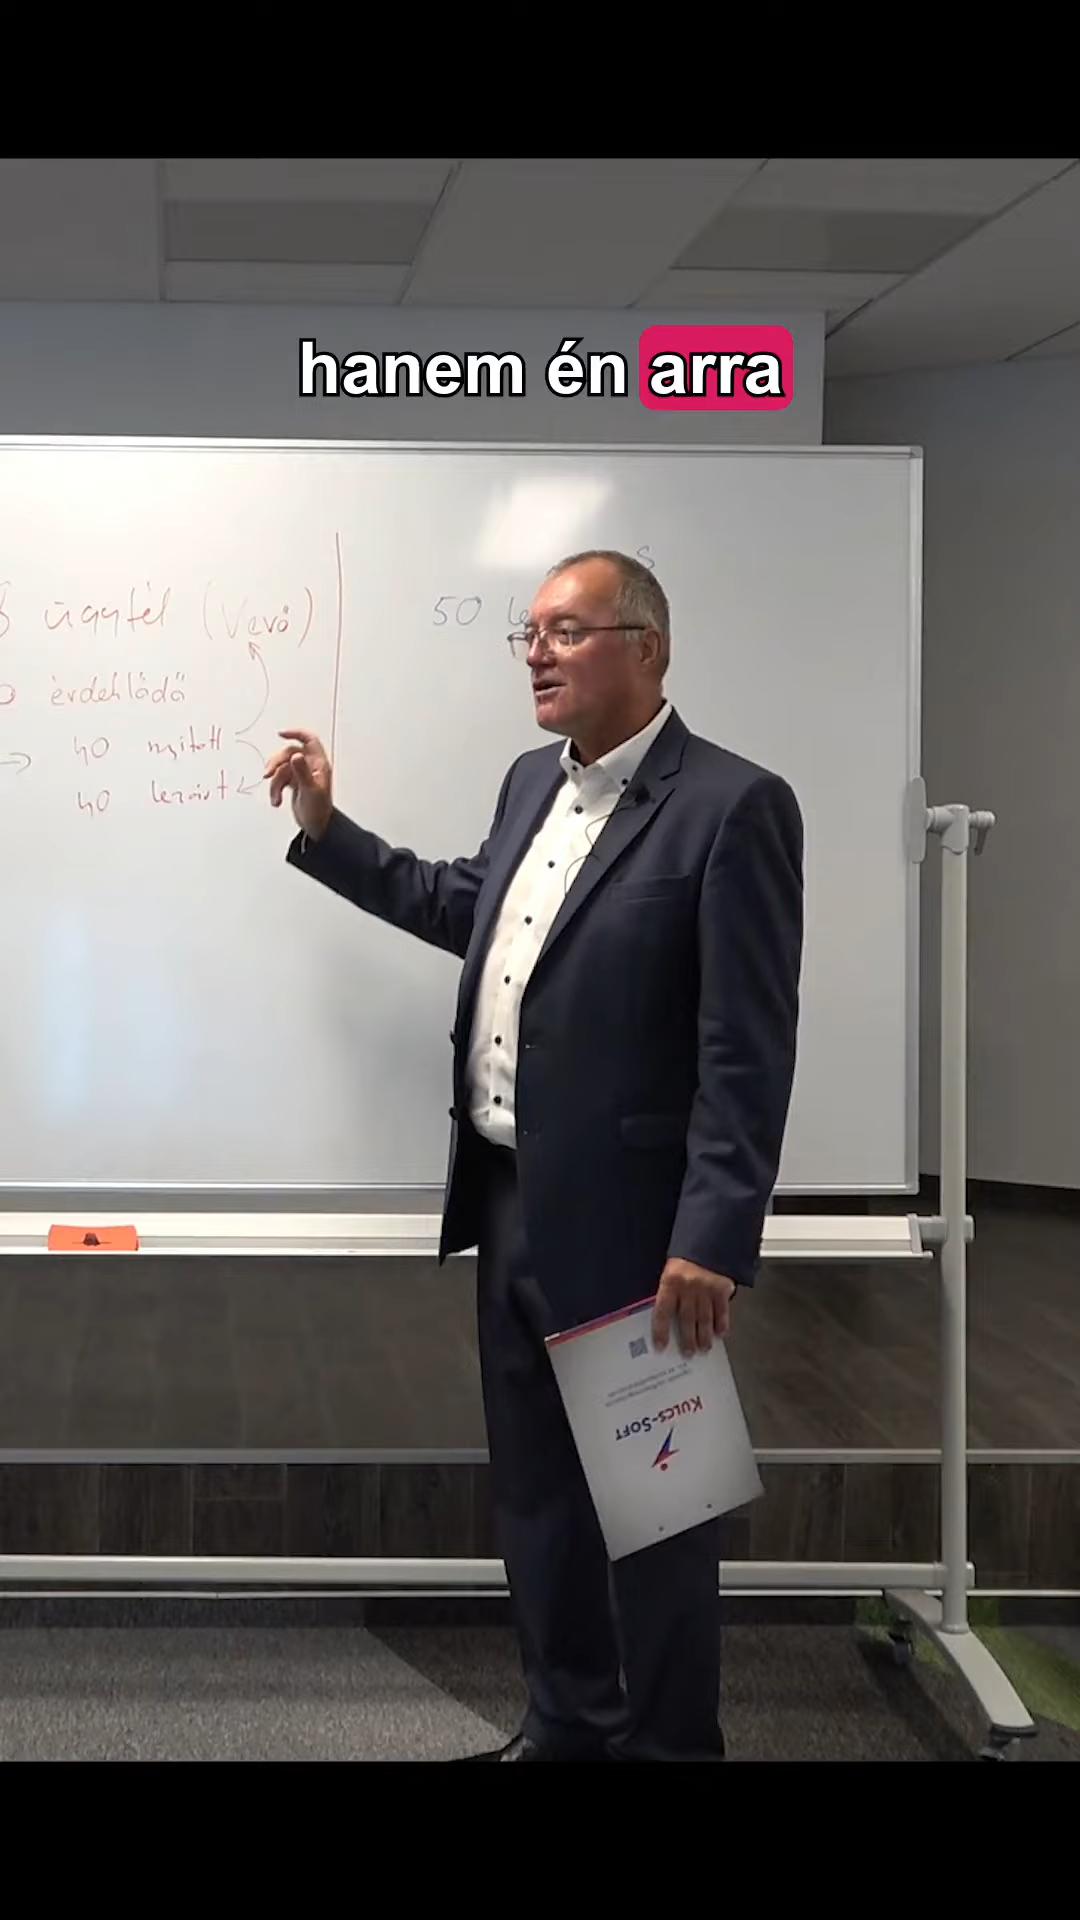 hanem én arra
ügyfél (Vevő)
50
érdeklődő
40 nyitott
40 lezárt
KULCS-SOFT